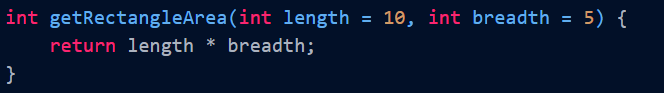 int getRectangleArea(int length = 10, int breadth = 5) {
    return length * breadth;
}